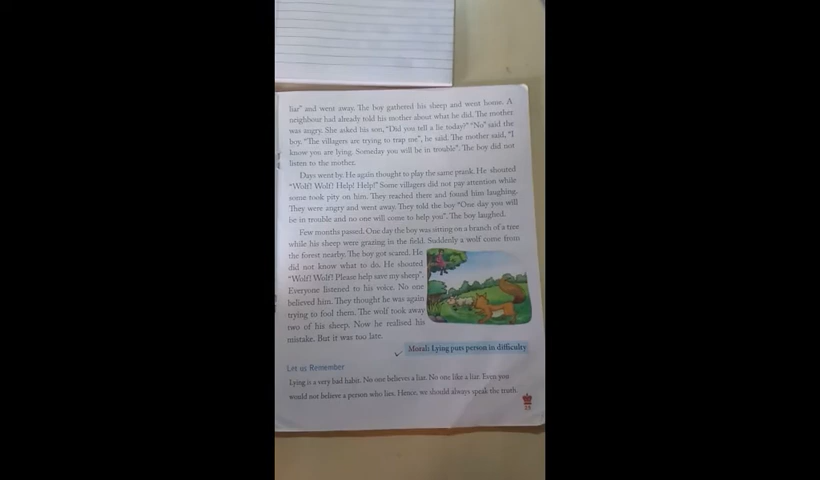 liar" and went away. The boy gathered his sheep and went home. A
neighbour had already told his mother about what he did. The mother
was angry. She asked his son, "Did you tell a lie today?" "No" said the
boy. "The villagers are trying to trap me", he said. The mother said, "I
know you are lying. Someday you will be in trouble". The boy did not
listen to the mother.
Days went by. He again thought to play the same prank. He shouted
"Wolf! Wolf! Help! Help!" Some villagers did not pay attention while
some took pity on him. They reached there and found him laughing.
They were angry and went away. They told the boy "One day you will
be in trouble and no one will come to help you". The boy laughed.
Few months passed. One day the boy was sitting on a branch of a tree
while his sheep were grazing in the field. Suddenly a wolf come from
the forest nearby. The boy got scared. He
did not know what to do. He shouted
"Wolf! Wolf! Please help save my sheep".
Everyone listened to his voice. No one
believed him. They thought he was again
trying to fool them. The wolf took away
two of his sheep. Now he realised his
mistake. But it was too late.
Moral: Lying puts person in difficulty
Let us Remember
Lying is a very bad habit. No one believes a liar. No one like a liar. Even you
would not believe a person who lies. Hence, we should always speak the truth.